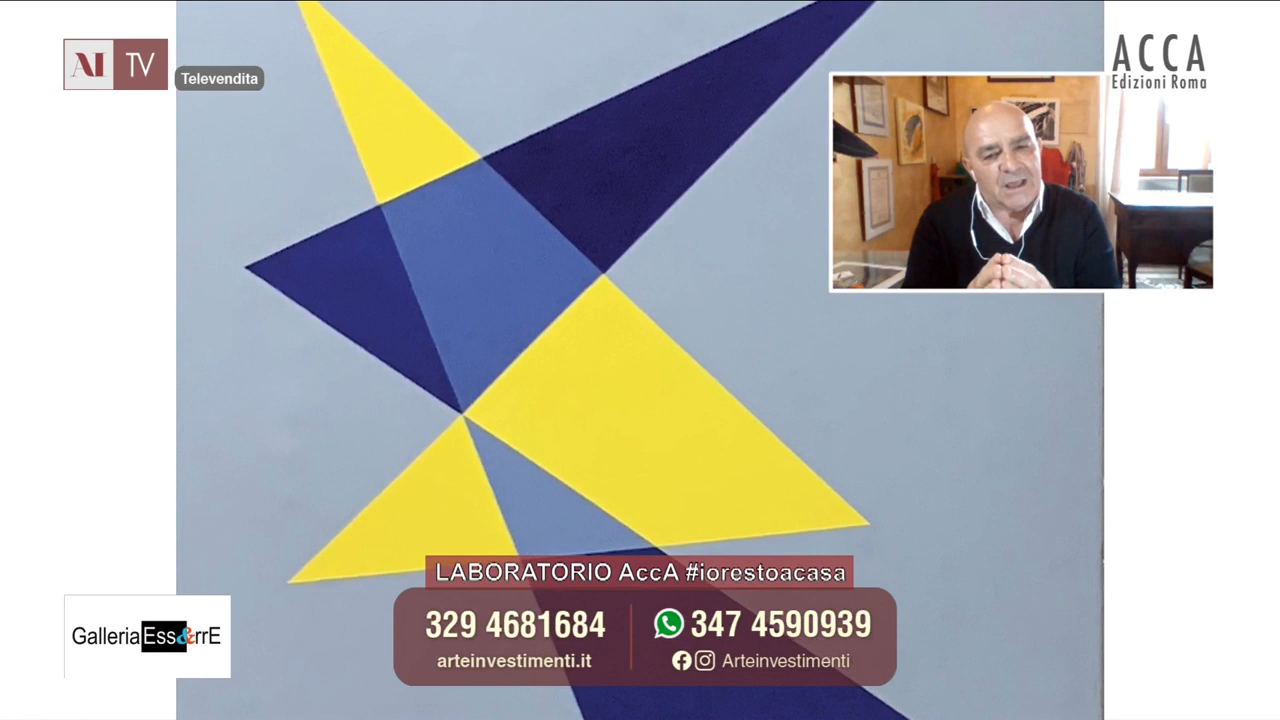 AI TV
Televendita
ACCA
Edizioni Roma
LABORATORIO AccA #iorestoacasa
329 4681684
347 4590939
arteinvestimenti.it
Arteinvestimenti
GalleriaEss&rrE